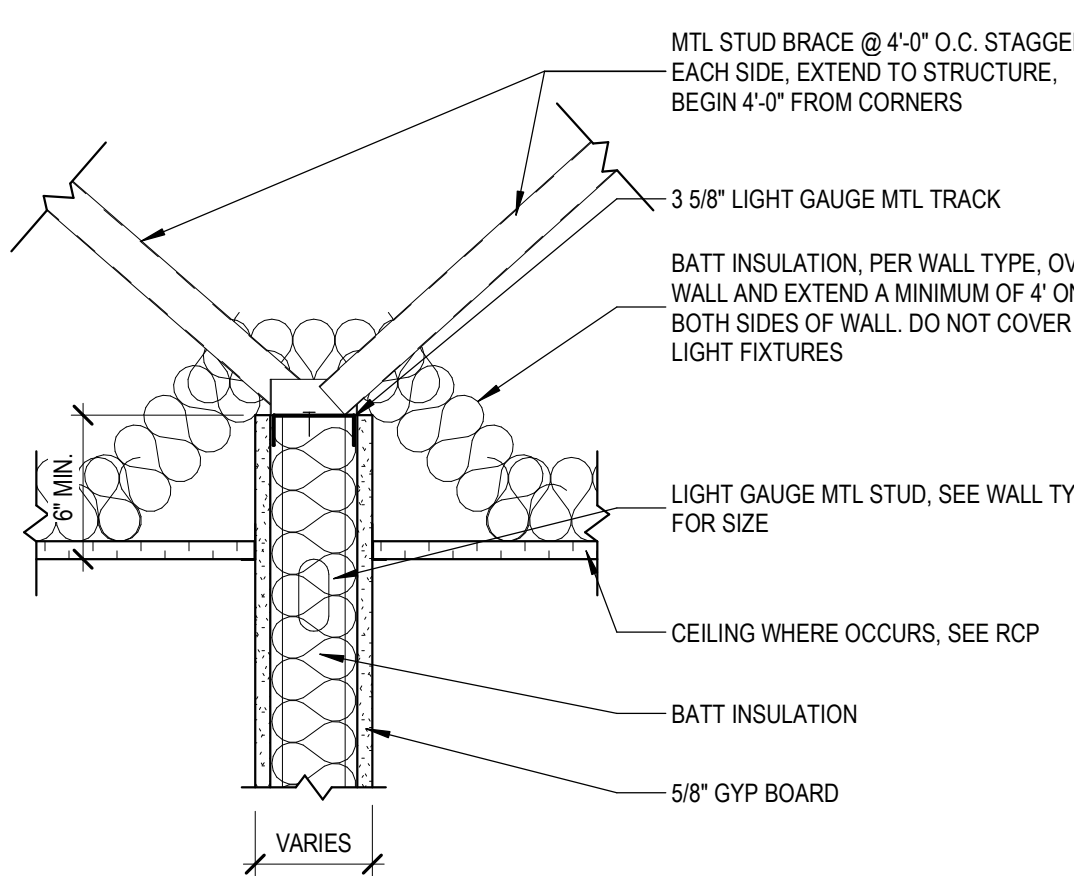 MTL STUD BRACE @ 4'-0" O.C. STAGGE
EACH SIDE, EXTEND TO STRUCTURE,
BEGIN 4'-0" FROM CORNERS
3 5/8" LIGHT GAUGE MTL TRACK
BATT INSULATION, PER WALL TYPE, OV
WALL AND EXTEND A MINIMUM OF 4' ON
BOTH SIDES OF WALL. DO NOT COVER
LIGHT FIXTURES
6" MIN.
LIGHT GAUGE MTL STUD, SEE WALL TY
FOR SIZE
CEILING WHERE OCCURS, SEE RCP
BATT INSULATION
5/8" GYP BOARD
VARIES